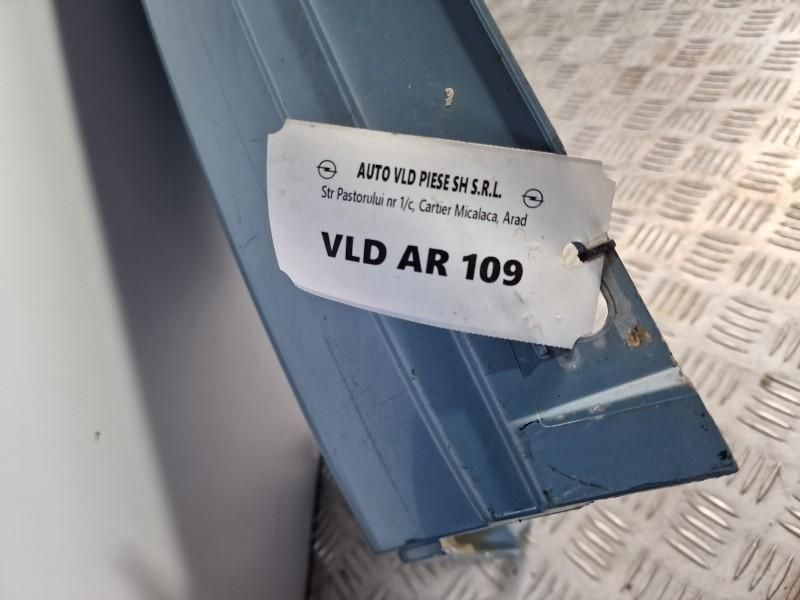 AUTO VLD PIESE SH S.R.L.
Str Pastorului nr 1/c, Cartier Micalaca, Arad
VLD AR 109